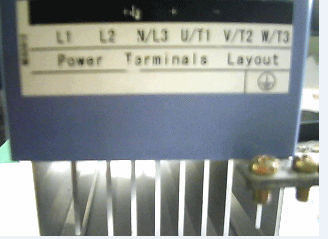 L1 L2 N/L3 U/T1 V/T2 W/T3
Power Terminals Layout